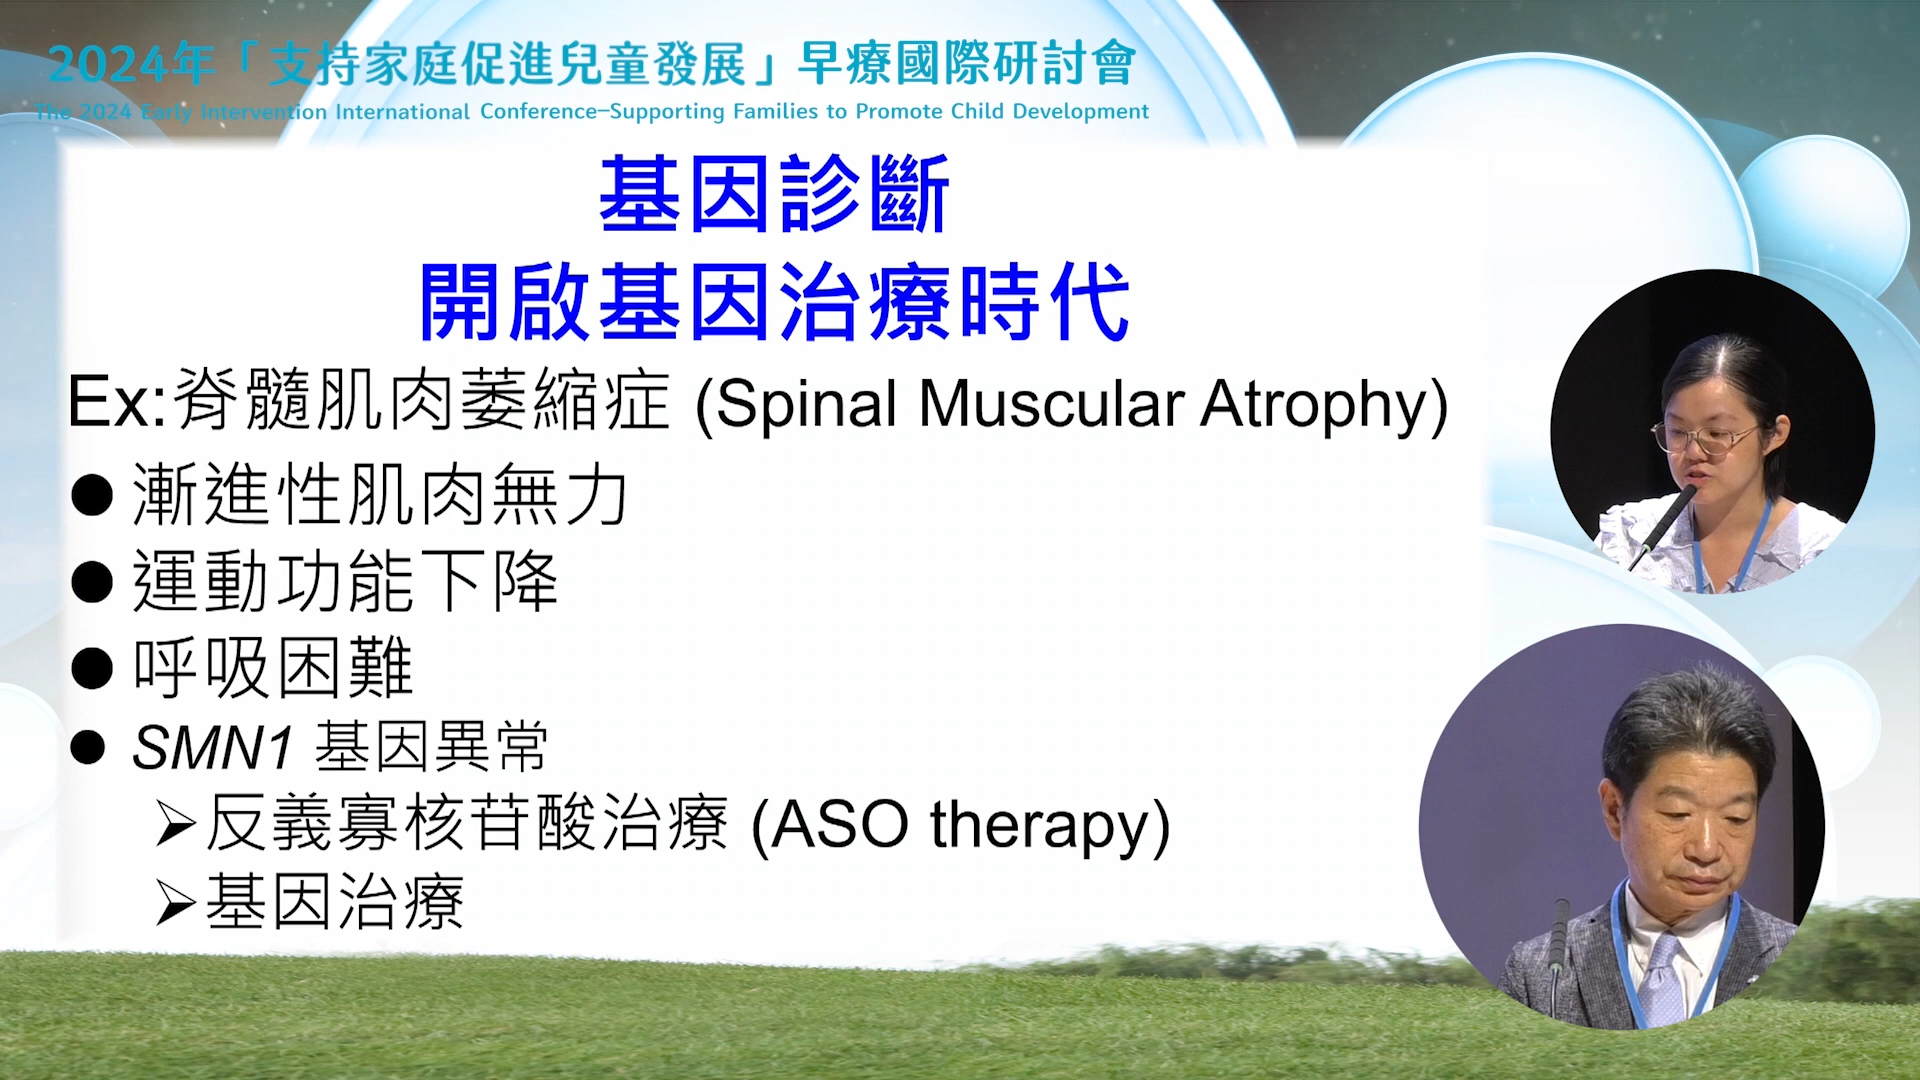 2024年「支持家庭促進兒童發展」早療國際研討會
The 2024 Early Intervention International Conference–Supporting Families to Promote Child Development
基因診斷
開啟基因治療時代
Ex:脊髓肌肉萎縮症 (Spinal Muscular Atrophy)
● 漸進性肌肉無力
● 運動功能下降
● 呼吸困難
● SMN1 基因異常
➢反義寡核苷酸治療 (ASO therapy)
➢基因治療